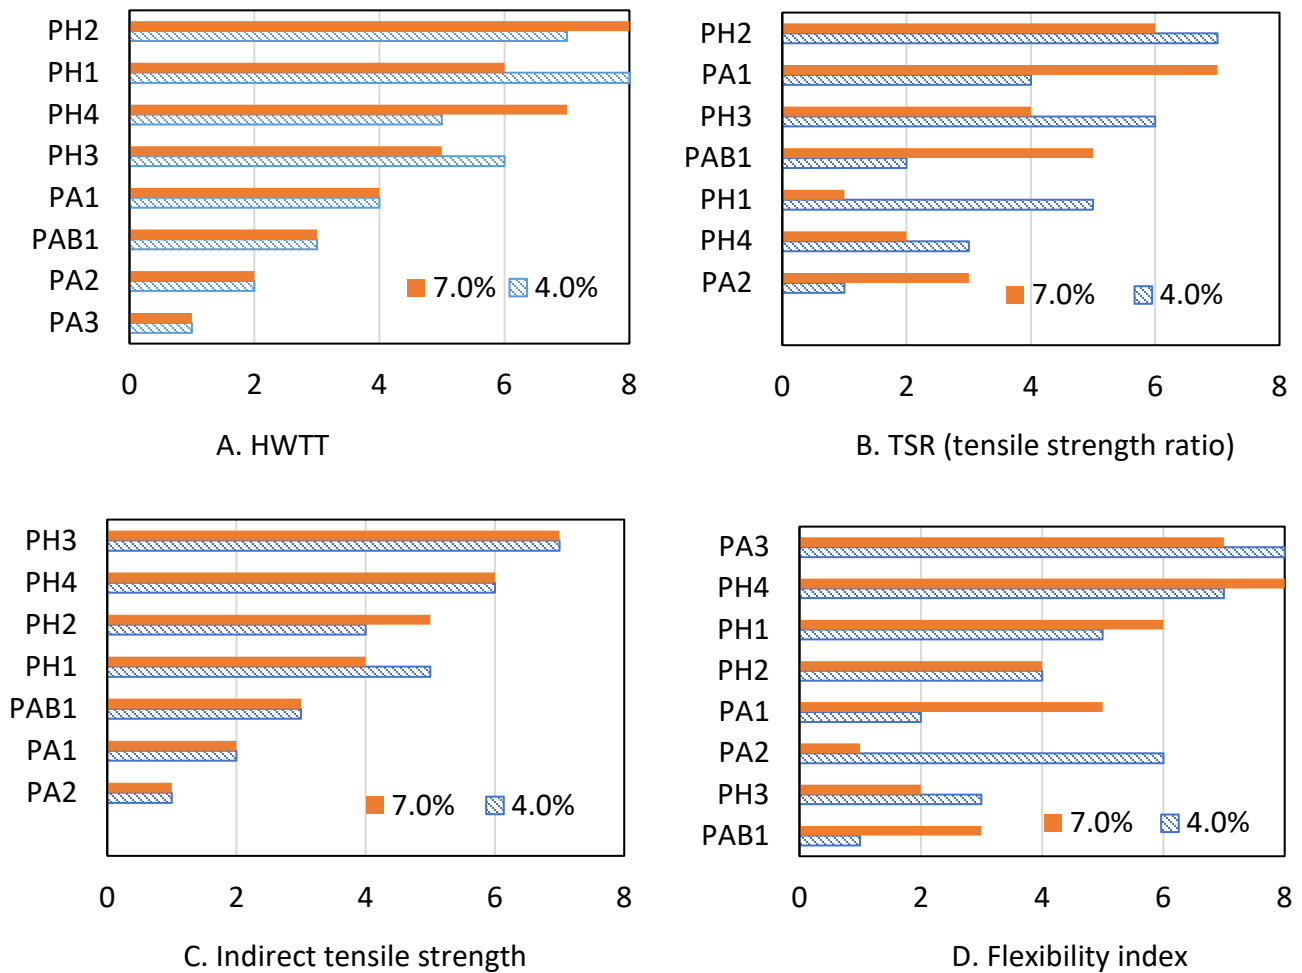 PH2
PH1
PH4
PH3
PA1
PAB1
PA2
PA3
7.0% 4.0%
0 2 4 6 8
A. HWTT
PH2
PA1
PH3
PAB1
PH1
PH4
PA2
7.0% 4.0%
0 2 4 6 8
B. TSR (tensile strength ratio)
PH3
PH4
PH2
PH1
PAB1
PA1
PA2
7.0% 4.0%
0 2 4 6 8
C. Indirect tensile strength
PA3
PH4
PH1
PH2
PA1
PA2
PH3
PAB1
7.0% 4.0%
0 2 4 6 8
D. Flexibility index